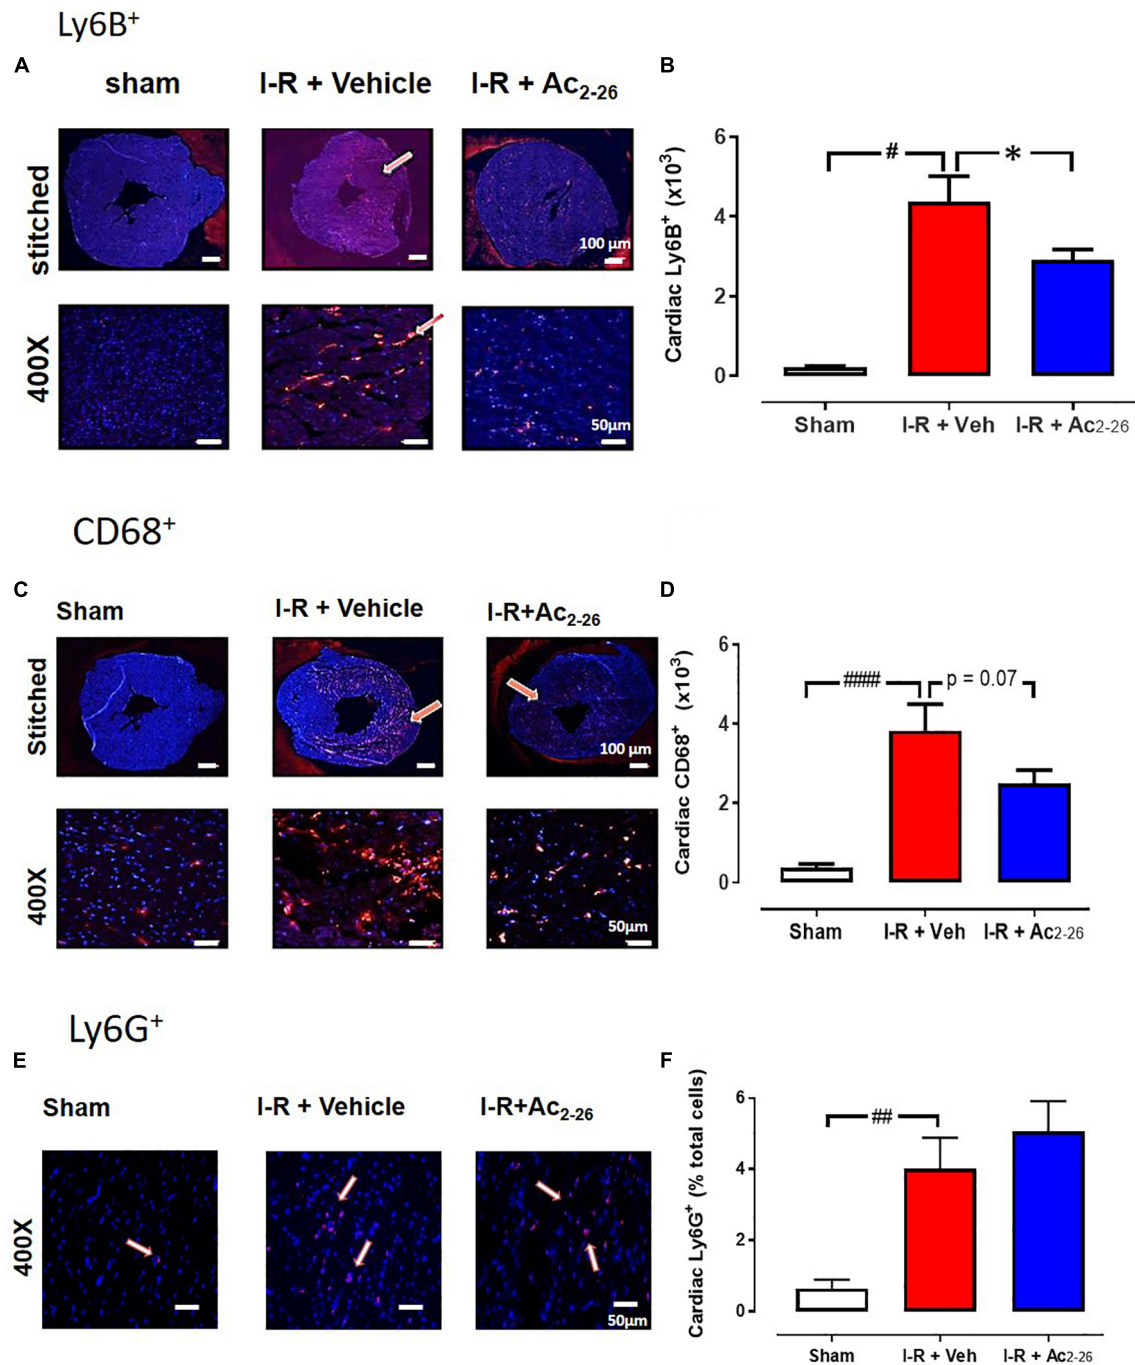 Ly6B⁺
A
sham
I-R + Vehicle
I-R + Ac₂₋₂₆
B
stitched
100 µm
400X
50µm
Cardiac Ly6B⁺ (x10³)
6
4
2
0
#
*
Sham
I-R + Veh
I-R + Ac2-26
CD68⁺
C
Sham
I-R + Vehicle
I-R+Ac₂₋₂₆
D
Stitched
100 µm
400X
50µm
Cardiac CD68⁺ (x10³)
6
4
2
0
####
p = 0.07
Sham
I-R + Veh
I-R + Ac2-26
Ly6G⁺
E
Sham
I-R + Vehicle
I-R+Ac₂₋₂₆
F
400X
50µm
Cardiac Ly6G⁺ (% total cells)
6
4
2
0
##
Sham
I-R + Veh
I-R + Ac2-26